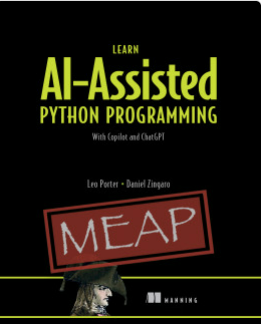 LEARN
AI-Assisted
PYTHON PROGRAMMING
With Copilot and ChatGPT
Leo Porter • Daniel Zingaro
MEAP
MANNING